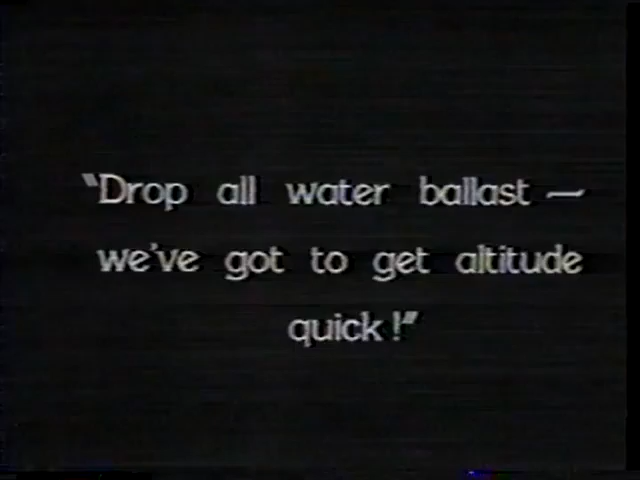 "Drop all water ballast —
we've got to get altitude
quick!"